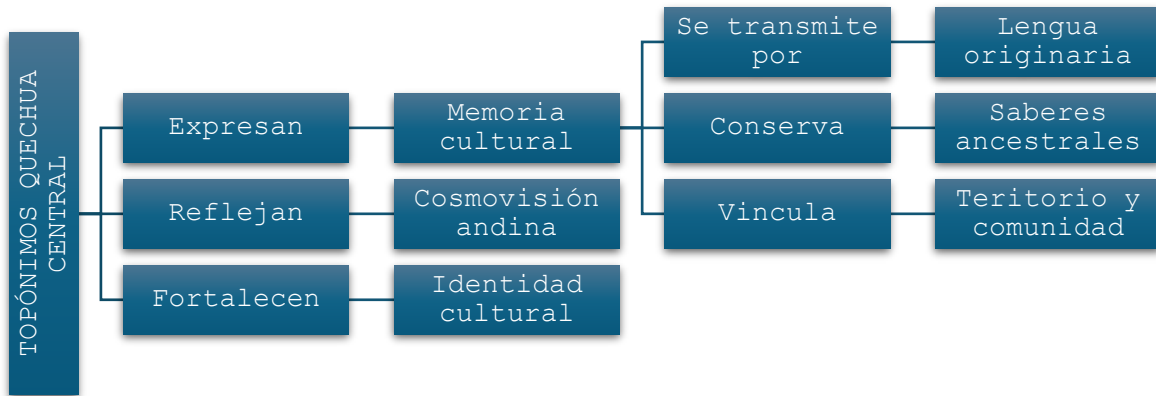 TOPÓNIMOS QUECHUA
CENTRAL
Expresan
Memoria
cultural
Se transmite
por
Lengua
originaria
Conserva
Saberes
ancestrales
Vincula
Teritorio y
comunidad
Reflejan
Cosmovisión
andina
Fortalecen
Identidad
cultural